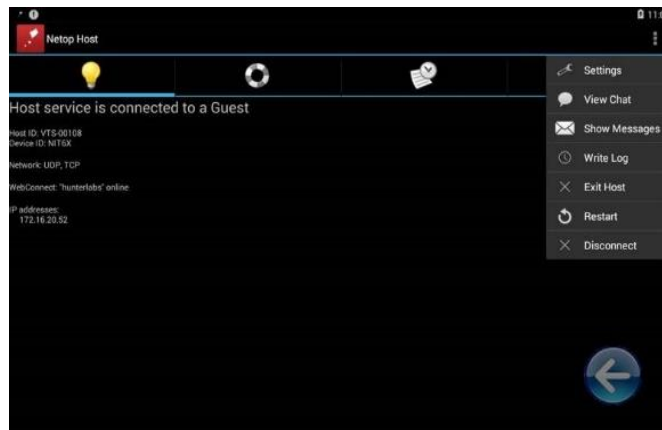 11:0
Netop Host
Host service is connected to a Guest
Host ID: VTS-00108
Device ID: NIT6X
Network: UDP, TCP
WebConnect: "hunterlabs" online
IP addresses:
172.16.20.52
Settings
View Chat
Show Messages
Write Log
Exit Host
Restart
Disconnect